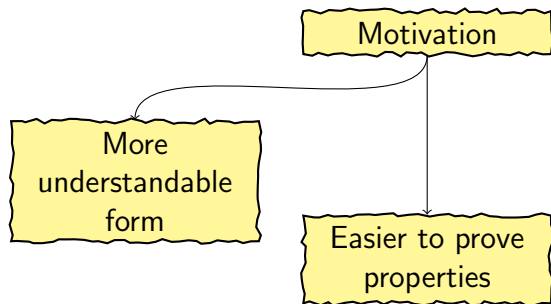 Motivation
More
understandable
form
Easier to prove
properties